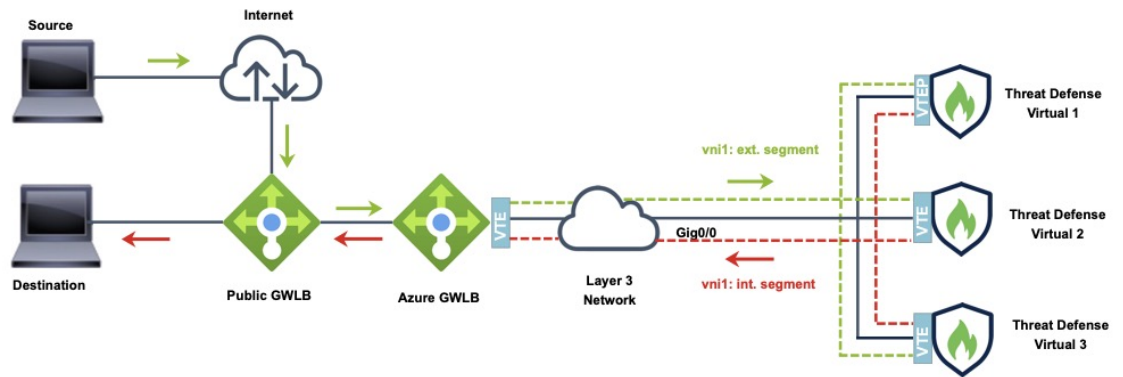 Source
Internet
VTEP
Threat Defense
Virtual 1
vni1: ext. segment
Destination
Public GWLB
Azure GWLB
VTE
Layer 3
Network
Gig0/0
vni1: int. segment
VTE
Threat Defense
Virtual 2
VTE
Threat Defense
Virtual 3